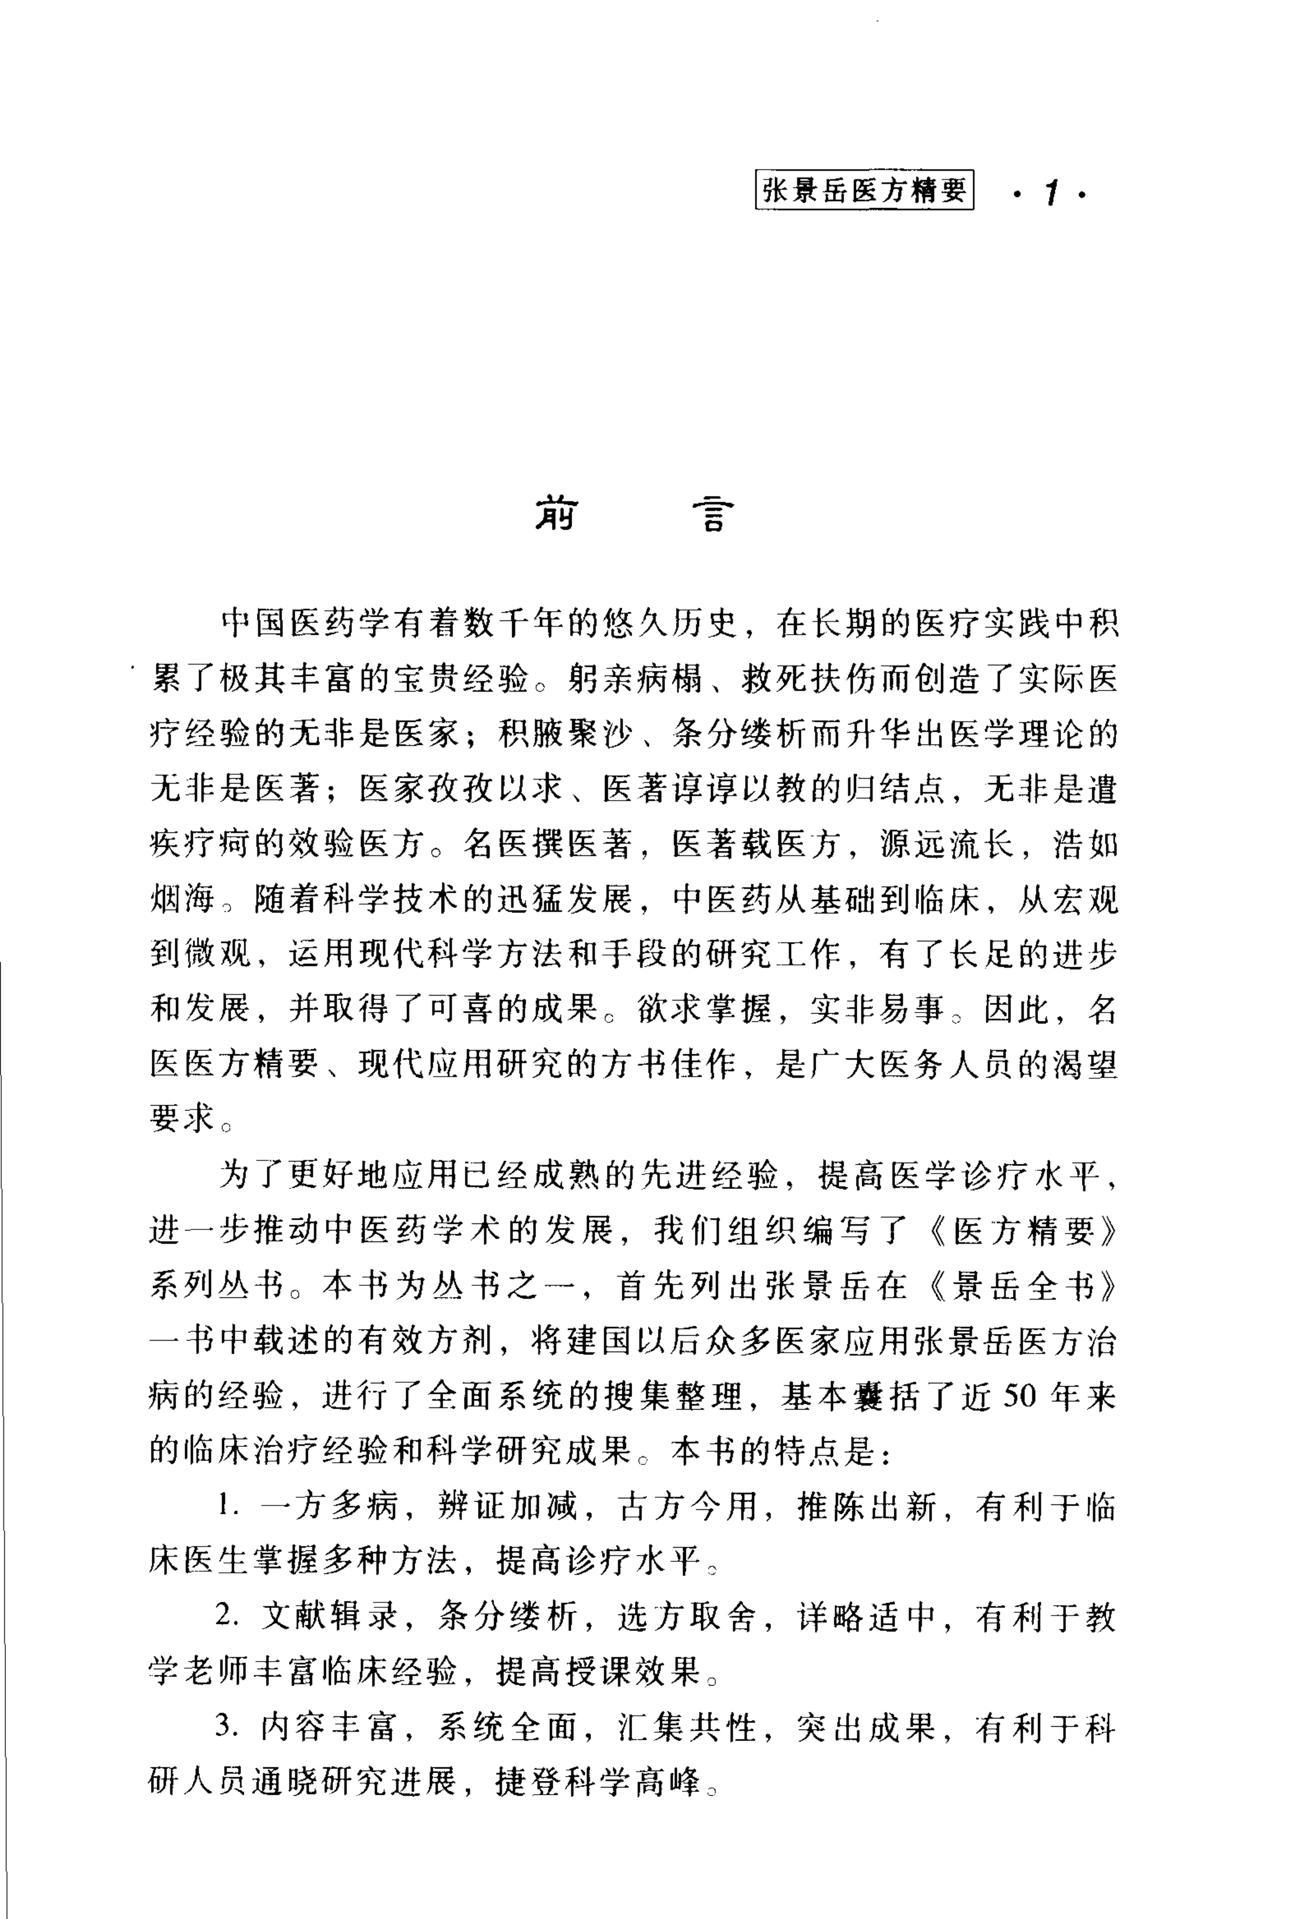 张景岳医方精要 · 1 ·
前 言
中国医药学有着数千年的悠久历史，在长期的医疗实践中积
累了极其丰富的宝贵经验。躬亲病榻、救死扶伤而创造了实际医
疗经验的无非是医家；积腋聚沙、条分缕析而升华出医学理论的
无非是医著；医家孜孜以求、医著谆谆以教的归结点，无非是遣
疾疗疴的效验医方。名医撰医著，医著载医方，源远流长，浩如
烟海。随着科学技术的迅猛发展，中医药从基础到临床，从宏观
到微观，运用现代科学方法和手段的研究工作，有了长足的进步
和发展，并取得了可喜的成果。欲求掌握，实非易事。因此，名
医医方精要、现代应用研究的方书佳作，是广大医务人员的渴望
要求。
为了更好地应用已经成熟的先进经验，提高医学诊疗水平，
进一步推动中医药学术的发展，我们组织编写了《医方精要》
系列丛书。本书为丛书之一，首先列出张景岳在《景岳全书》
一书中载述的有效方剂，将建国以后众多医家应用张景岳医方治
病的经验，进行了全面系统的搜集整理，基本囊括了近 50 年来
的临床治疗经验和科学研究成果。本书的特点是：
1. 一方多病，辨证加减，古方今用，推陈出新，有利于临
床医生掌握多种方法，提高诊疗水平。
2. 文献辑录，条分缕析，选方取舍，详略适中，有利于教
学老师丰富临床经验，提高授课效果。
3. 内容丰富，系统全面，汇集共性，突出成果，有利于科
研人员通晓研究进展，捷登科学高峰。